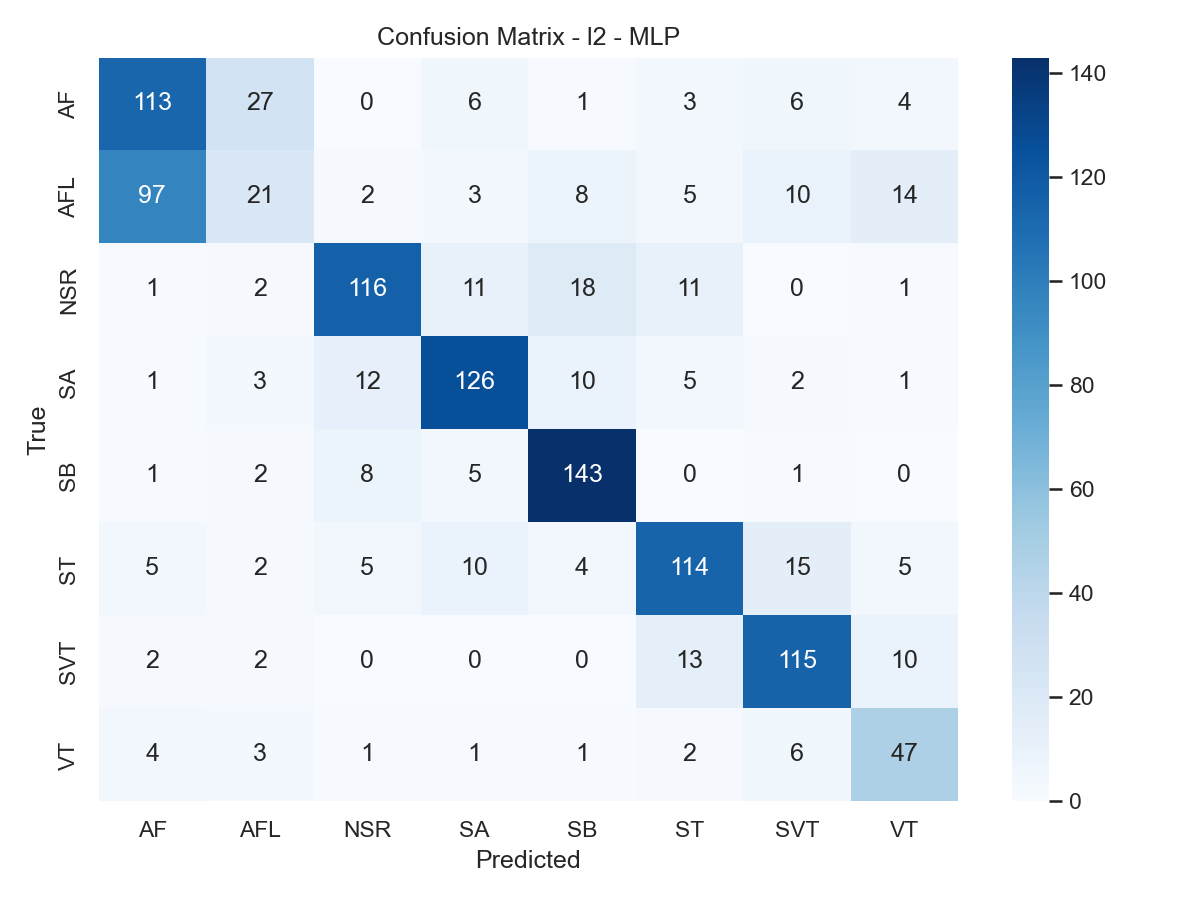 Confusion Matrix - l2 - MLP
AF 113 27 0 6 1 3 6 4
AFL 97 21 2 3 8 5 10 14
NSR 1 2 116 11 18 11 0 1
SA 1 3 12 126 10 5 2 1
SB 1 2 8 5 143 0 1 0
ST 5 2 5 10 4 114 15 5
SVT 2 2 0 0 0 13 115 10
VT 4 3 1 1 1 2 6 47
AF AFL NSR SA SB ST SVT VT
Predicted
True
140
120
100
80
60
40
20
0